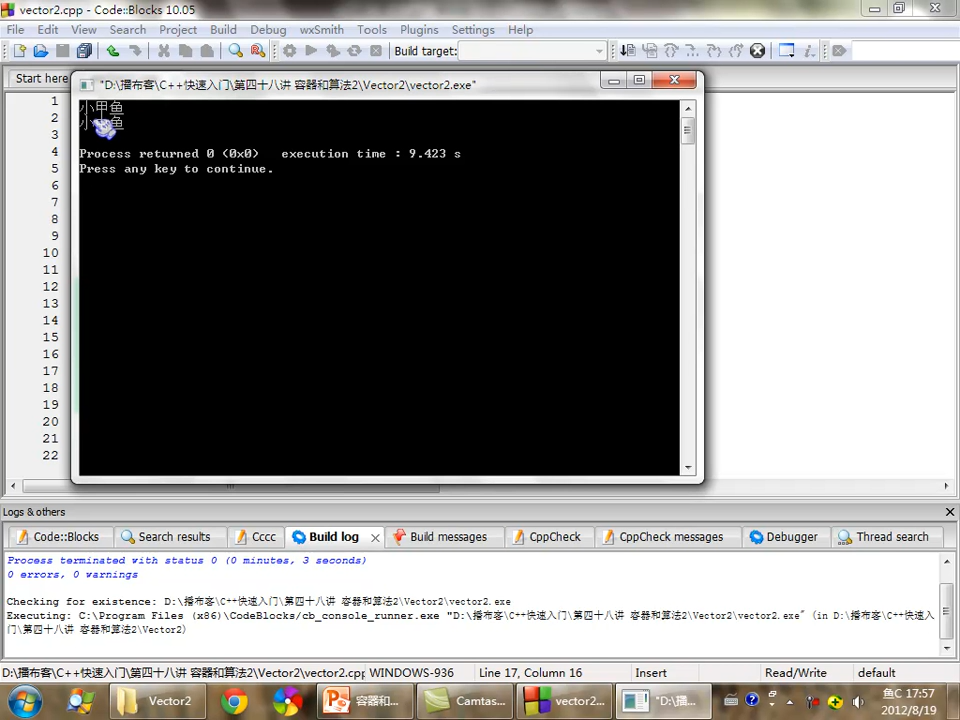 vector2.cpp - Code::Blocks 10.05
File Edit View Search Project Build Debug wxSmith Tools Plugins Settings Help
Build target:
Start here
"D:\播布客\C++快速入门\第四十八讲 容器和算法2\Vector2\vector2.exe"
小甲鱼
小甲鱼
Process returned 0 (0x0)   execution time : 9.423 s
Press any key to continue.
1
2
3
4
5
6
7
8
9
10
11
12
13
14
15
16
17
18
19
20
21
22
Logs & others
Code::Blocks Search results Cccc Build log Build messages CppCheck CppCheck messages Debugger Thread search
Process terminated with status 0 (0 minutes, 3 seconds)
0 errors, 0 warnings
Checking for existence: D:\播布客\C++快速入门\第四十八讲 容器和算法2\Vector2\vector2.exe
Executing: C:\Program Files (x86)\CodeBlocks/cb_console_runner.exe "D:\播布客\C++快速入门\第四十八讲 容器和算法2\Vector2\vector2.exe" (in D:\播布客\C++快速入
门\第四十八讲 容器和算法2\Vector2)
D:\播布客\C++快速入门\第四十八讲 容器和算法2\Vector2\vector2.cpp WINDOWS-936 Line 17, Column 16 Insert Read/Write default
Vector2 容器和... Camtas... vector2... "D:\播... 鱼C 17:57
2012/8/19